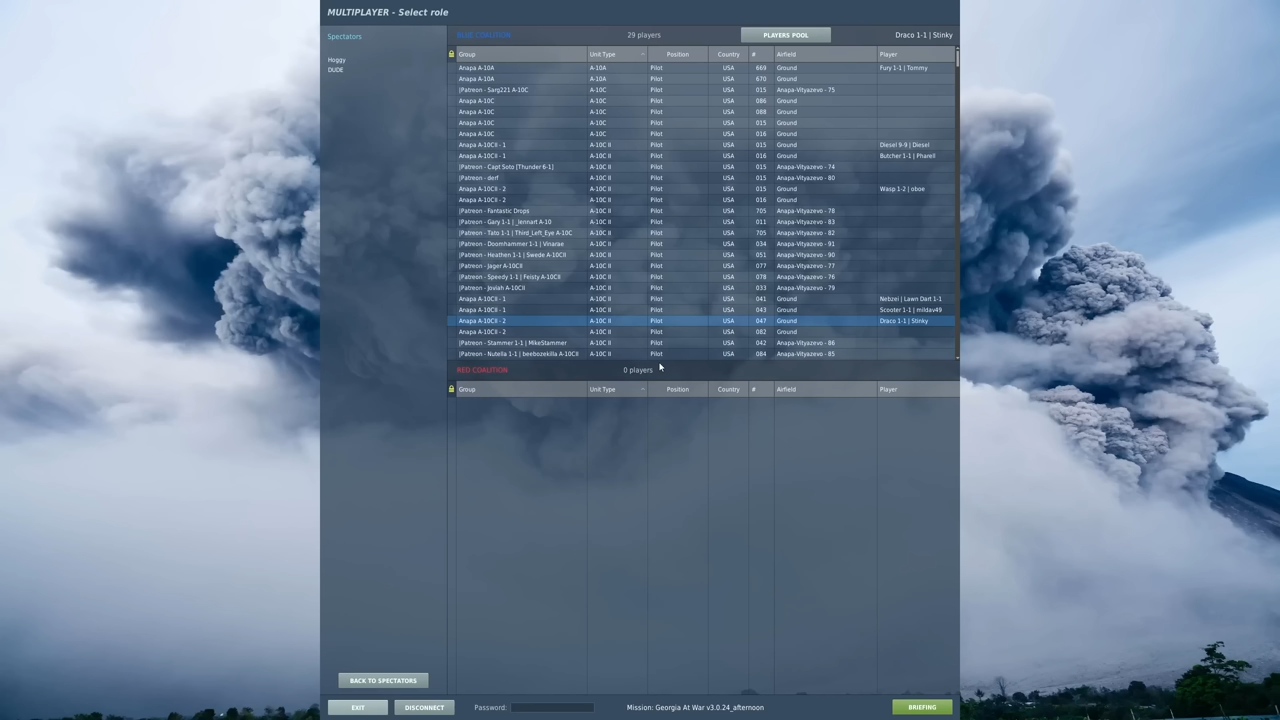 MULTIPLAYER - Select role
Spectators
Hoggy
DUDE
BLUE COALITION 29 players PLAYERS POOL Draco 1-1 | Stinky
Group Unit Type Position Country # Airfield Player
Anapa A-10A A-10A Pilot USA 669 Ground Fury 1-1 | Tommy
Anapa A-10A A-10A Pilot USA 670 Ground
|Patreon - Sarg221 A-10C A-10C Pilot USA 015 Anapa-Vityazevo - 75
Anapa A-10C A-10C Pilot USA 086 Ground
Anapa A-10C A-10C Pilot USA 088 Ground
Anapa A-10C A-10C Pilot USA 015 Ground
Anapa A-10C A-10C Pilot USA 016 Ground
Anapa A-10CII - 1 A-10C II Pilot USA 015 Ground Diesel 9-9 | Diesel
Anapa A-10CII - 1 A-10C II Pilot USA 016 Ground Butcher 1-1 | Pharell
|Patreon - Capt Soto [Thunder 6-1] A-10C II Pilot USA 015 Anapa-Vityazevo - 74
|Patreon - derf A-10C II Pilot USA 015 Anapa-Vityazevo - 80
Anapa A-10CII - 2 A-10C II Pilot USA 015 Ground Wasp 1-2 | oboe
Anapa A-10CII - 2 A-10C II Pilot USA 016 Ground
|Patreon - Fantastic Drops A-10C II Pilot USA 705 Anapa-Vityazevo - 78
|Patreon - Gary 1-1 |_lennart A-10 A-10C II Pilot USA 011 Anapa-Vityazevo - 83
|Patreon - Tato 1-1 | Third_Left_Eye A-10C A-10C II Pilot USA 705 Anapa-Vityazevo - 82
|Patreon - Doomhammer 1-1 | Vinarae A-10C II Pilot USA 034 Anapa-Vityazevo - 91
|Patreon - Heathen 1-1 | Swede A-10CII A-10C II Pilot USA 051 Anapa-Vityazevo - 90
|Patreon - Jager A-10CII A-10C II Pilot USA 077 Anapa-Vityazevo - 77
|Patreon - Speedy 1-1 | Feisty A-10CII A-10C II Pilot USA 078 Anapa-Vityazevo - 76
|Patreon - Joviah A-10CII A-10C II Pilot USA 033 Anapa-Vityazevo - 79
Anapa A-10CII - 1 A-10C II Pilot USA 041 Ground Nebzei | Lawn Dart 1-1
Anapa A-10CII - 1 A-10C II Pilot USA 043 Ground Scooter 1-1 | mildav49
Anapa A-10CII - 2 A-10C II Pilot USA 047 Ground Draco 1-1 | Stinky
Anapa A-10CII - 2 A-10C II Pilot USA 082 Ground
|Patreon - Stammer 1-1 | MikeStammer A-10C II Pilot USA 042 Anapa-Vityazevo - 86
|Patreon - Nutella 1-1 | beebozekilla A-10CII A-10C II Pilot USA 084 Anapa-Vityazevo - 85
RED COALITION 0 players
Group Unit Type Position Country # Airfield Player
BACK TO SPECTATORS
EXIT DISCONNECT Password: Mission: Georgia At War v3.0.24_afternoon BRIEFING